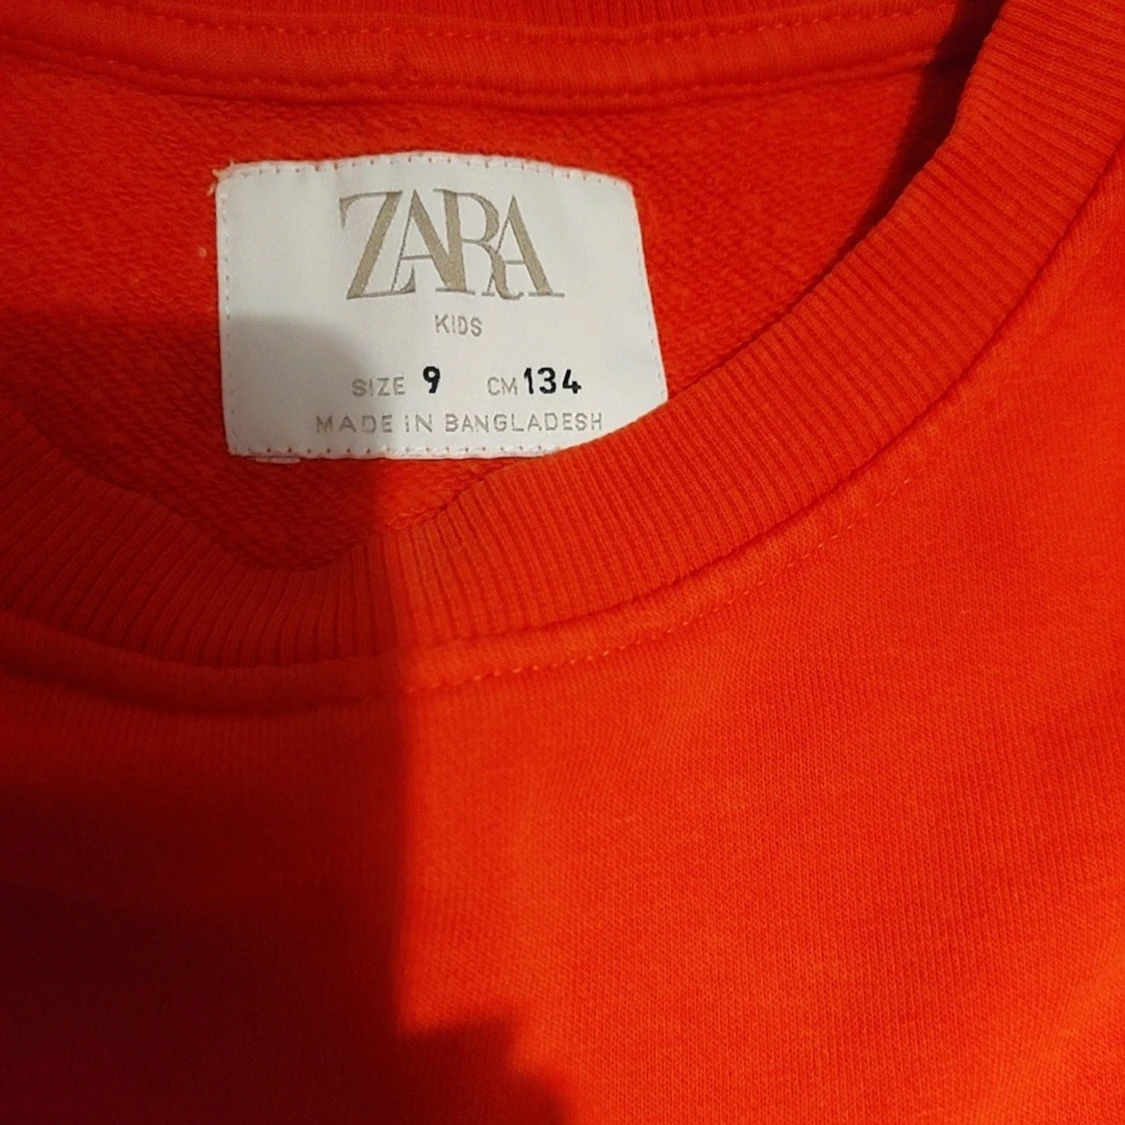 ZARA
KIDS
SIZE 9 CM 134
MADE IN BANGLADESH